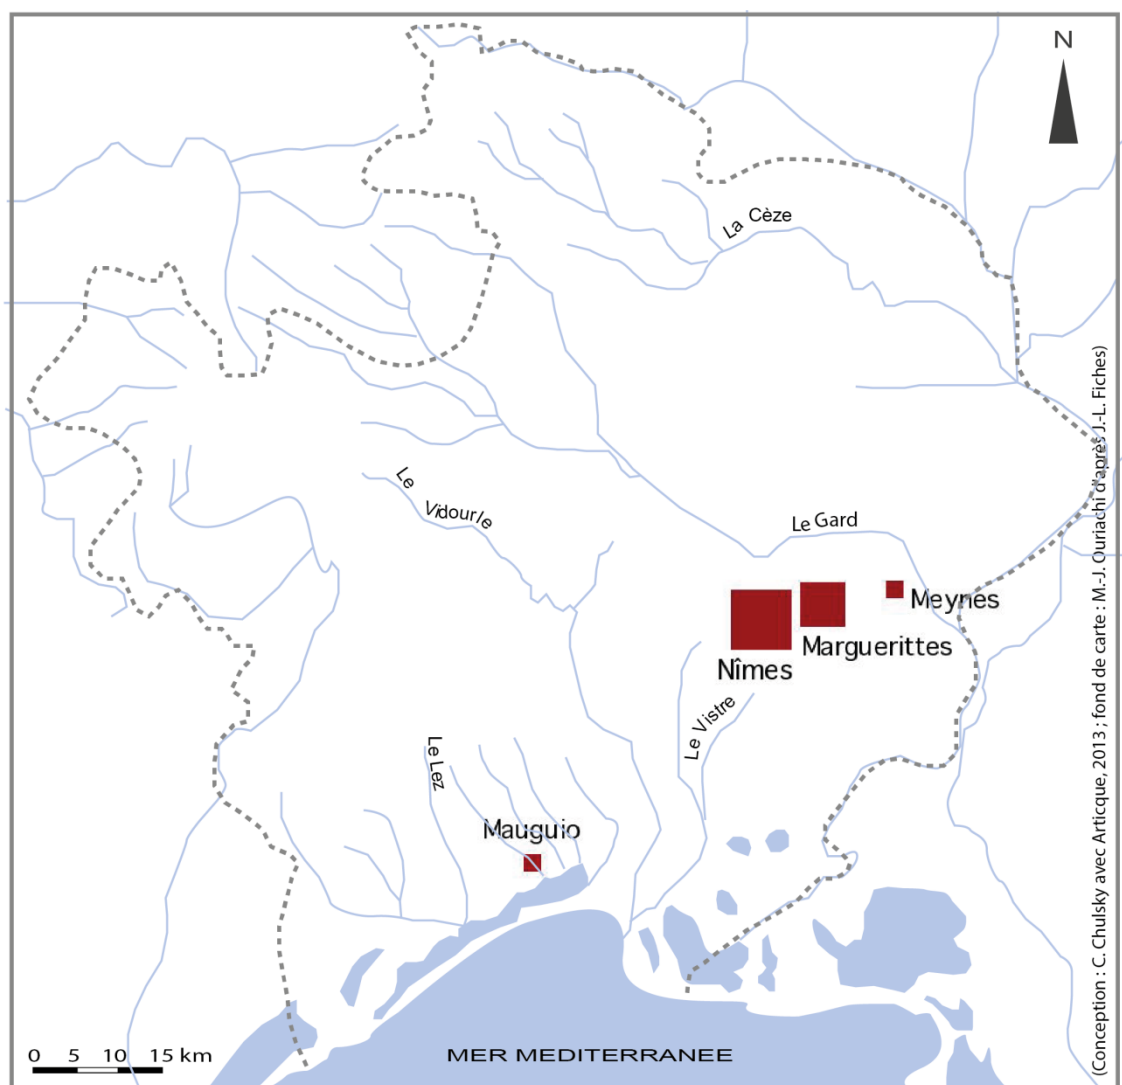 N
La Cèze
Le Vidourle
Le Gard
Meynes
Marguerittes
Nîmes
Le Vistre
Le Lez
Mauguio
0 5 10 15 km
MER MEDITERRANEE
(Conception : C. Chulsky avec Articque, 2013 ; fond de carte : M.-J. Ouriachi d'après J.-L. Fiches)